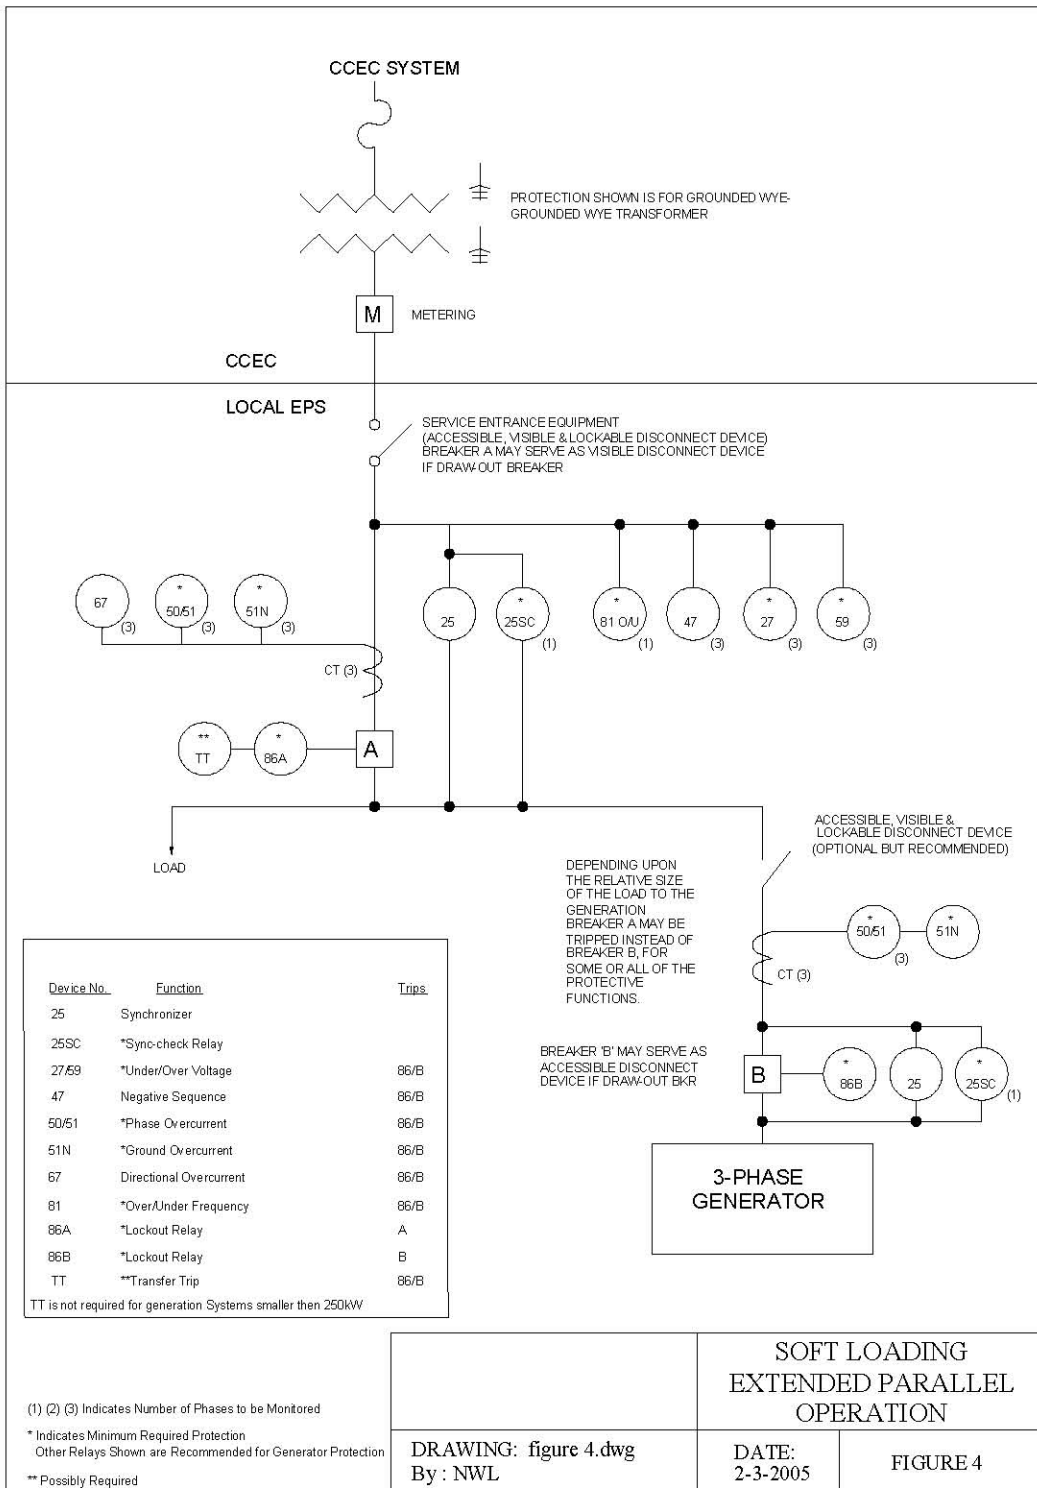 CCEC SYSTEM
PROTECTION SHOWN IS FOR GROUNDED WYE-
GROUNDED WYE TRANSFORMER
M
METERING
CCEC
LOCAL EPS
SERVICE ENTRANCE EQUIPMENT
(ACCESSIBLE, VISIBLE & LOCKABLE DISCONNECT DEVICE)
BREAKER A MAY SERVE AS VISIBLE DISCONNECT DEVICE
IF DRAW-OUT BREAKER
67
(3)
*
50/51
(3)
*
51N
(3)
25
*
25SC
(1)
*
81 O/U
(1)
47
(3)
*
27
(3)
*
59
(3)
CT (3)
**
TT
*
86A
A
LOAD
ACCESSIBLE, VISIBLE &
LOCKABLE DISCONNECT DEVICE
(OPTIONAL BUT RECOMMENDED)
DEPENDING UPON
THE RELATIVE SIZE
OF THE LOAD TO THE
GENERATION
BREAKER A MAY BE
TRIPPED INSTEAD OF
BREAKER B, FOR
SOME OR ALL OF THE
PROTECTIVE
FUNCTIONS.
*
50/51
(3)
*
51N
CT (3)
BREAKER 'B' MAY SERVE AS
ACCESSIBLE DISCONNECT
DEVICE IF DRAW-OUT BKR
B
*
86B
25
*
25SC
(1)
3-PHASE
GENERATOR
Device No. Function Trips
25 Synchronizer
25SC *Sync-check Relay
27/59 *Under/Over Voltage 86/B
47 Negative Sequence 86/B
50/51 *Phase Overcurrent 86/B
51N *Ground Overcurrent 86/B
67 Directional Overcurrent 86/B
81 *Over/Under Frequency 86/B
86A *Lockout Relay A
86B *Lockout Relay B
TT **Transfer Trip 86/B
TT is not required for generation Systems smaller then 250kW
(1) (2) (3) Indicates Number of Phases to be Monitored
* Indicates Minimum Required Protection
Other Relays Shown are Recommended for Generator Protection
** Possibly Required
SOFT LOADING
EXTENDED PARALLEL
OPERATION
DRAWING: figure 4.dwg
By : NWL
DATE:
2-3-2005
FIGURE 4